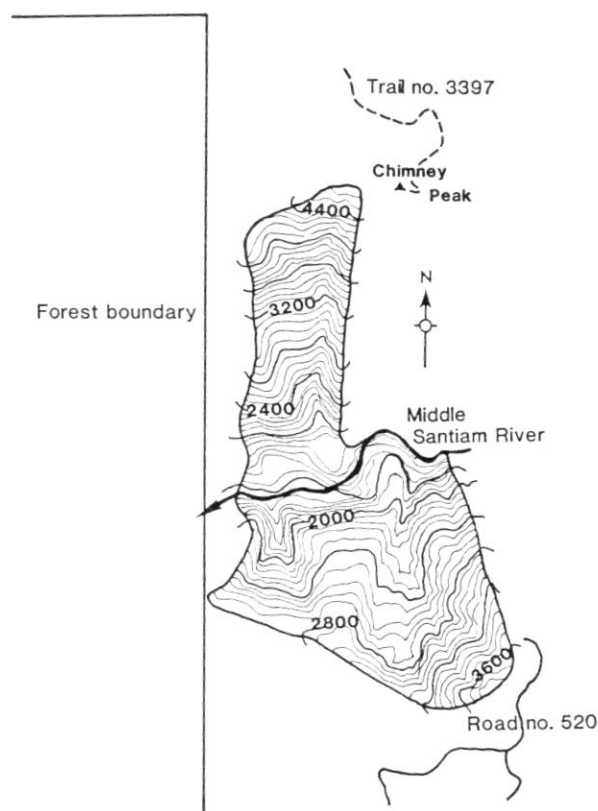 Trail no. 3397
Chimney
Peak
4400
N
3200
Forest boundary
2400
Middle
Santiam River
2000
2800
3600
Road no. 520